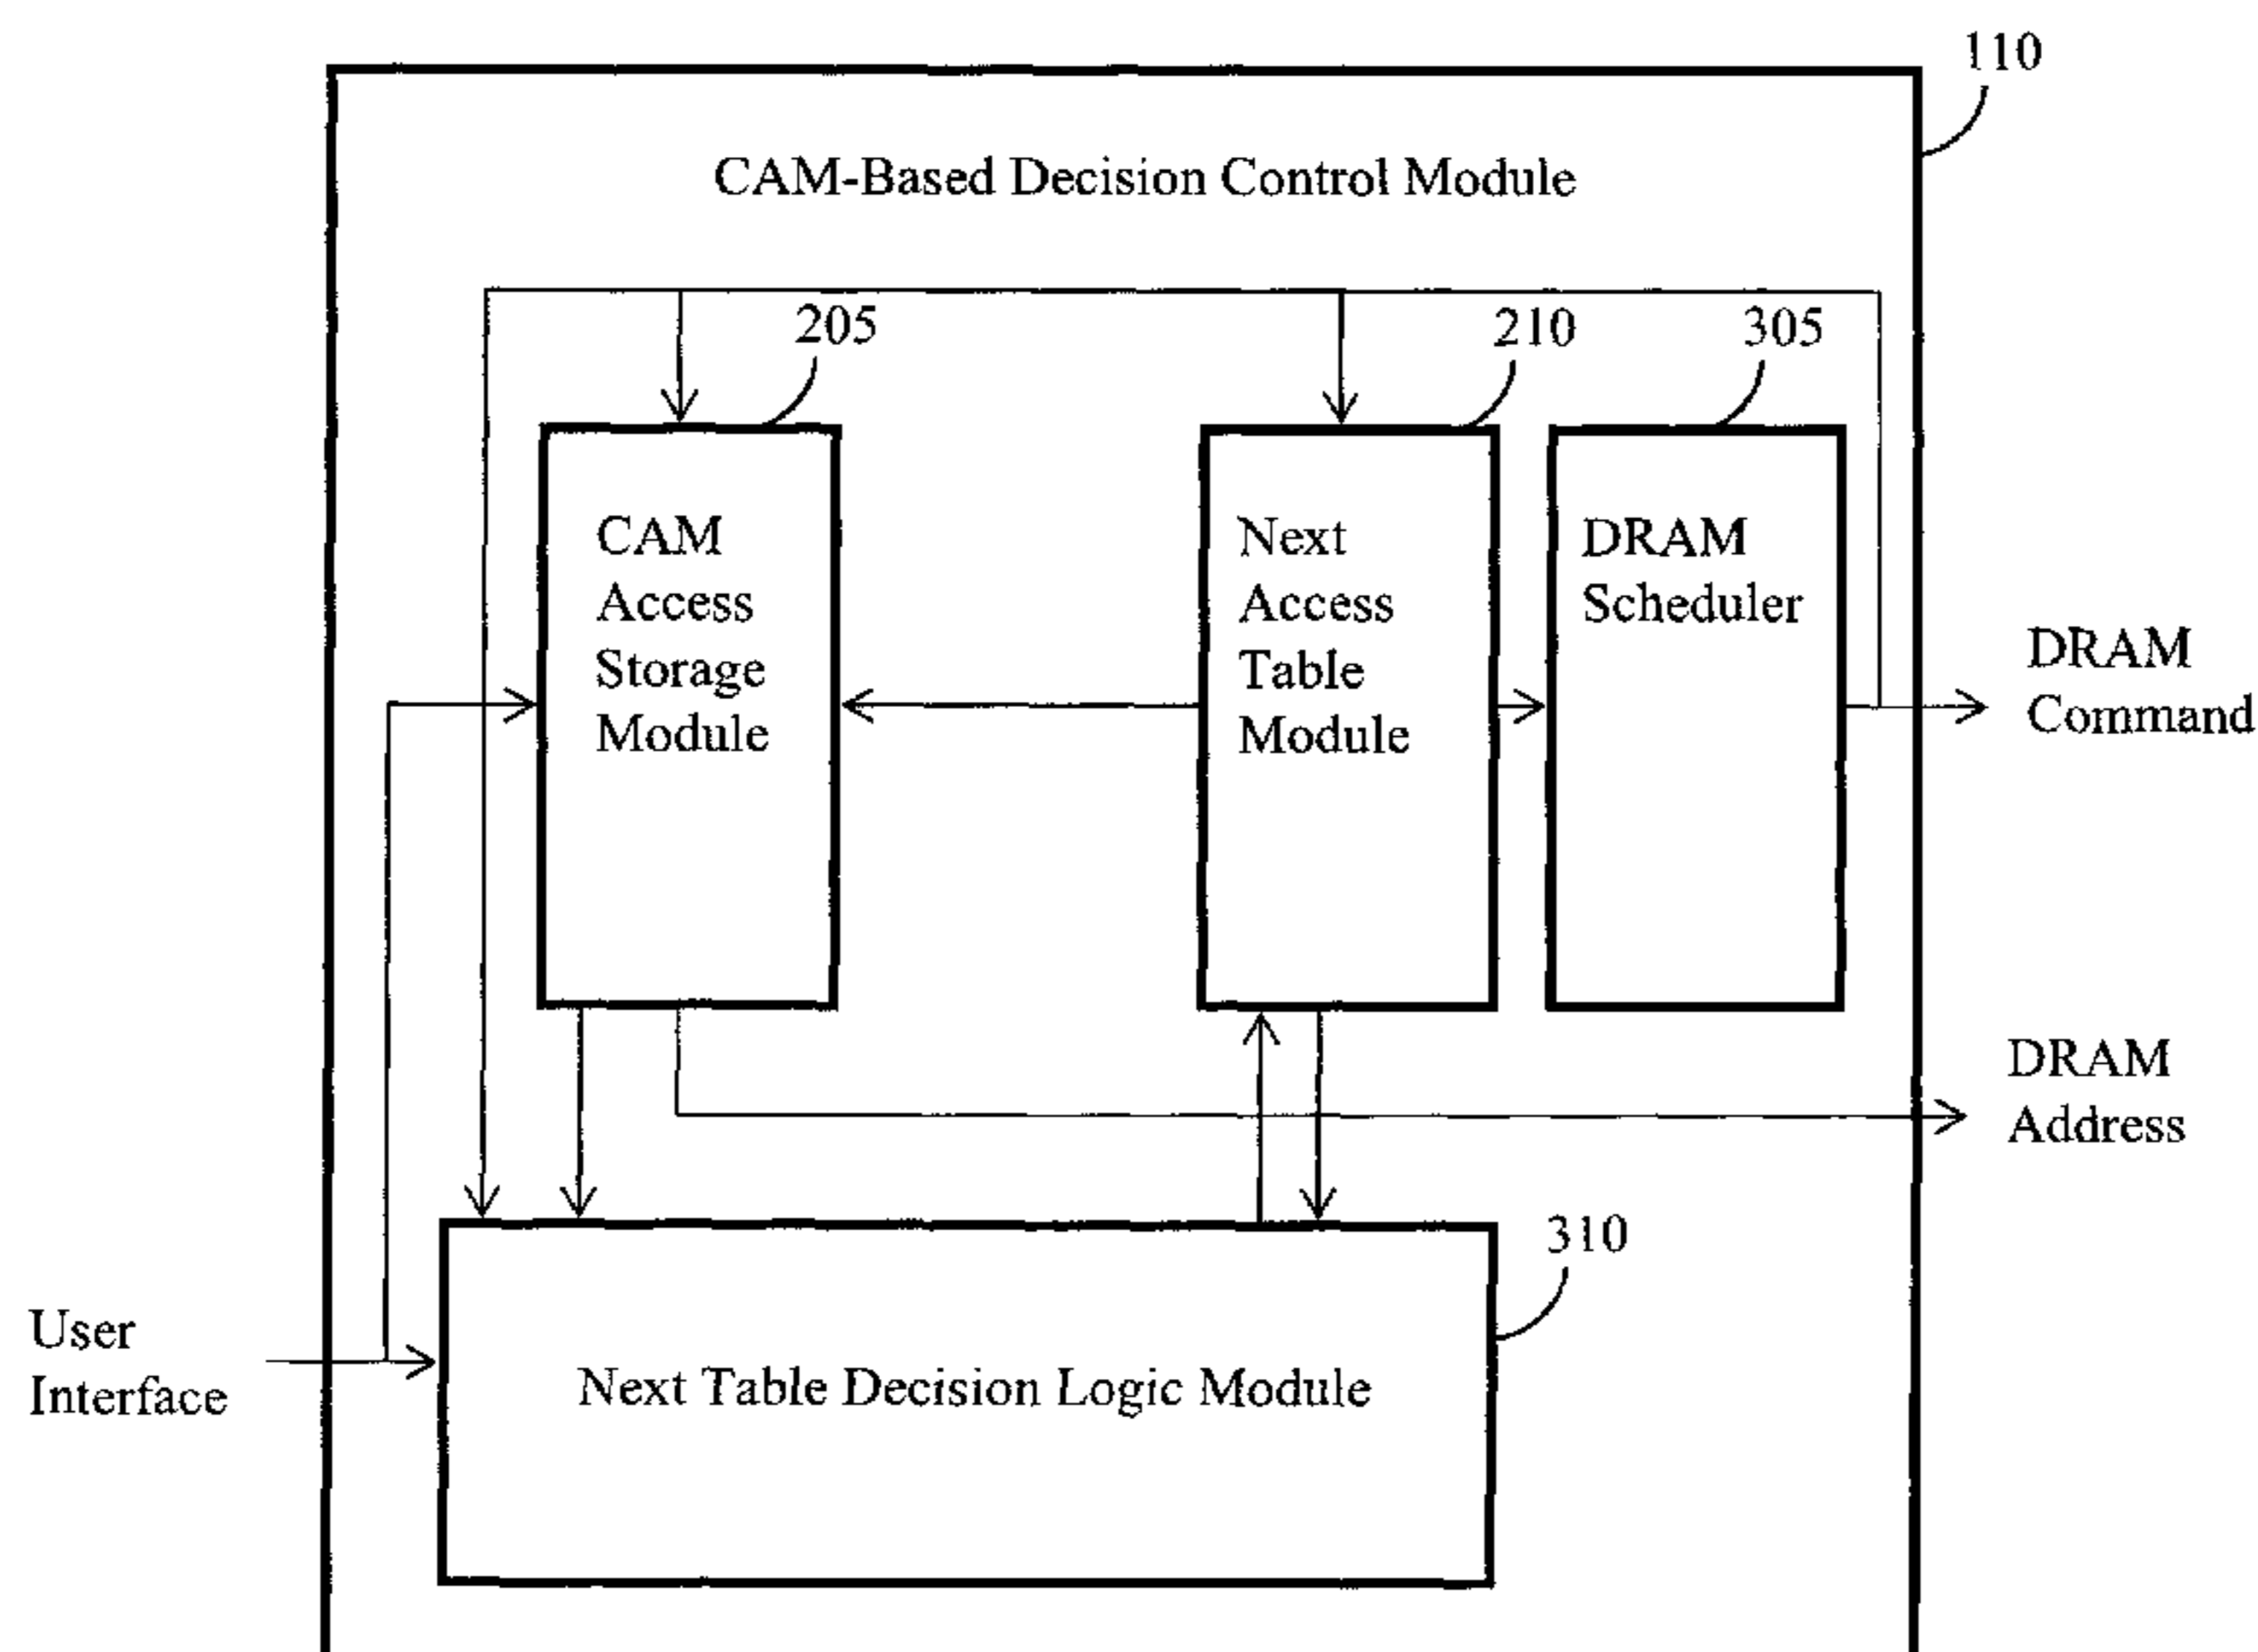 110
CAM-Based Decision Control Module
205
210
305
CAM
Access
Storage
Module
Next
Access
Table
Module
DRAM
Scheduler
DRAM
Command
DRAM
Address
310
User
Interface
Next Table Decision Logic Module